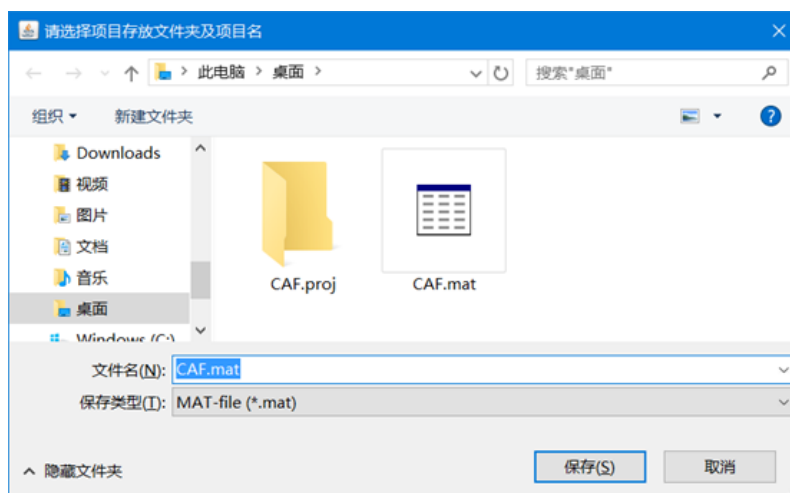 请选择项目存放文件夹及项目名
此电脑 > 桌面 >
搜索"桌面"
组织
新建文件夹
Downloads
视频
图片
文档
音乐
桌面
Windows (C:)
CAF.proj
CAF.mat
文件名(N): CAF.mat
保存类型(T): MAT-file (*.mat)
隐藏文件夹
保存(S)
取消